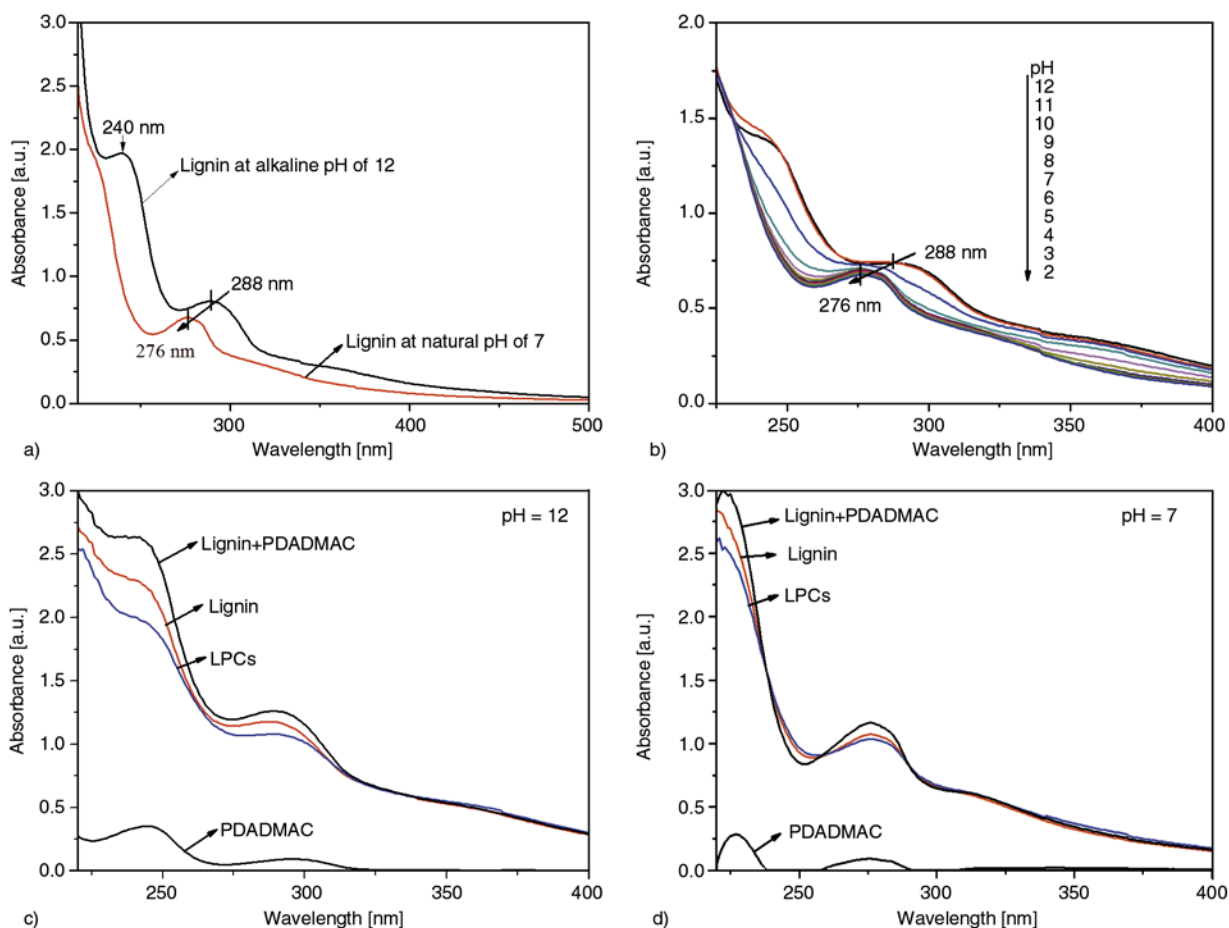 3.0
2.5
2.0
1.5
1.0
0.5
0.0
Absorbance [a.u.]
240 nm
Lignin at alkaline pH of 12
288 nm
276 nm
Lignin at natural pH of 7
300
400
500
Wavelength [nm]
a)
2.0
1.5
1.0
0.5
0.0
Absorbance [a.u.]
pH
12
11
10
9
8
7
6
5
4
3
2
288 nm
276 nm
250
275
300
325
350
375
400
Wavelength [nm]
b)
3.0
2.5
2.0
1.5
1.0
0.5
0.0
Absorbance [a.u.]
pH = 12
Lignin+PDADMAC
Lignin
LPCs
PDADMAC
250
300
350
400
Wavelength [nm]
c)
3.0
2.5
2.0
1.5
1.0
0.5
0.0
Absorbance [a.u.]
pH = 7
Lignin+PDADMAC
Lignin
LPCs
PDADMAC
250
300
350
400
Wavelength [nm]
d)